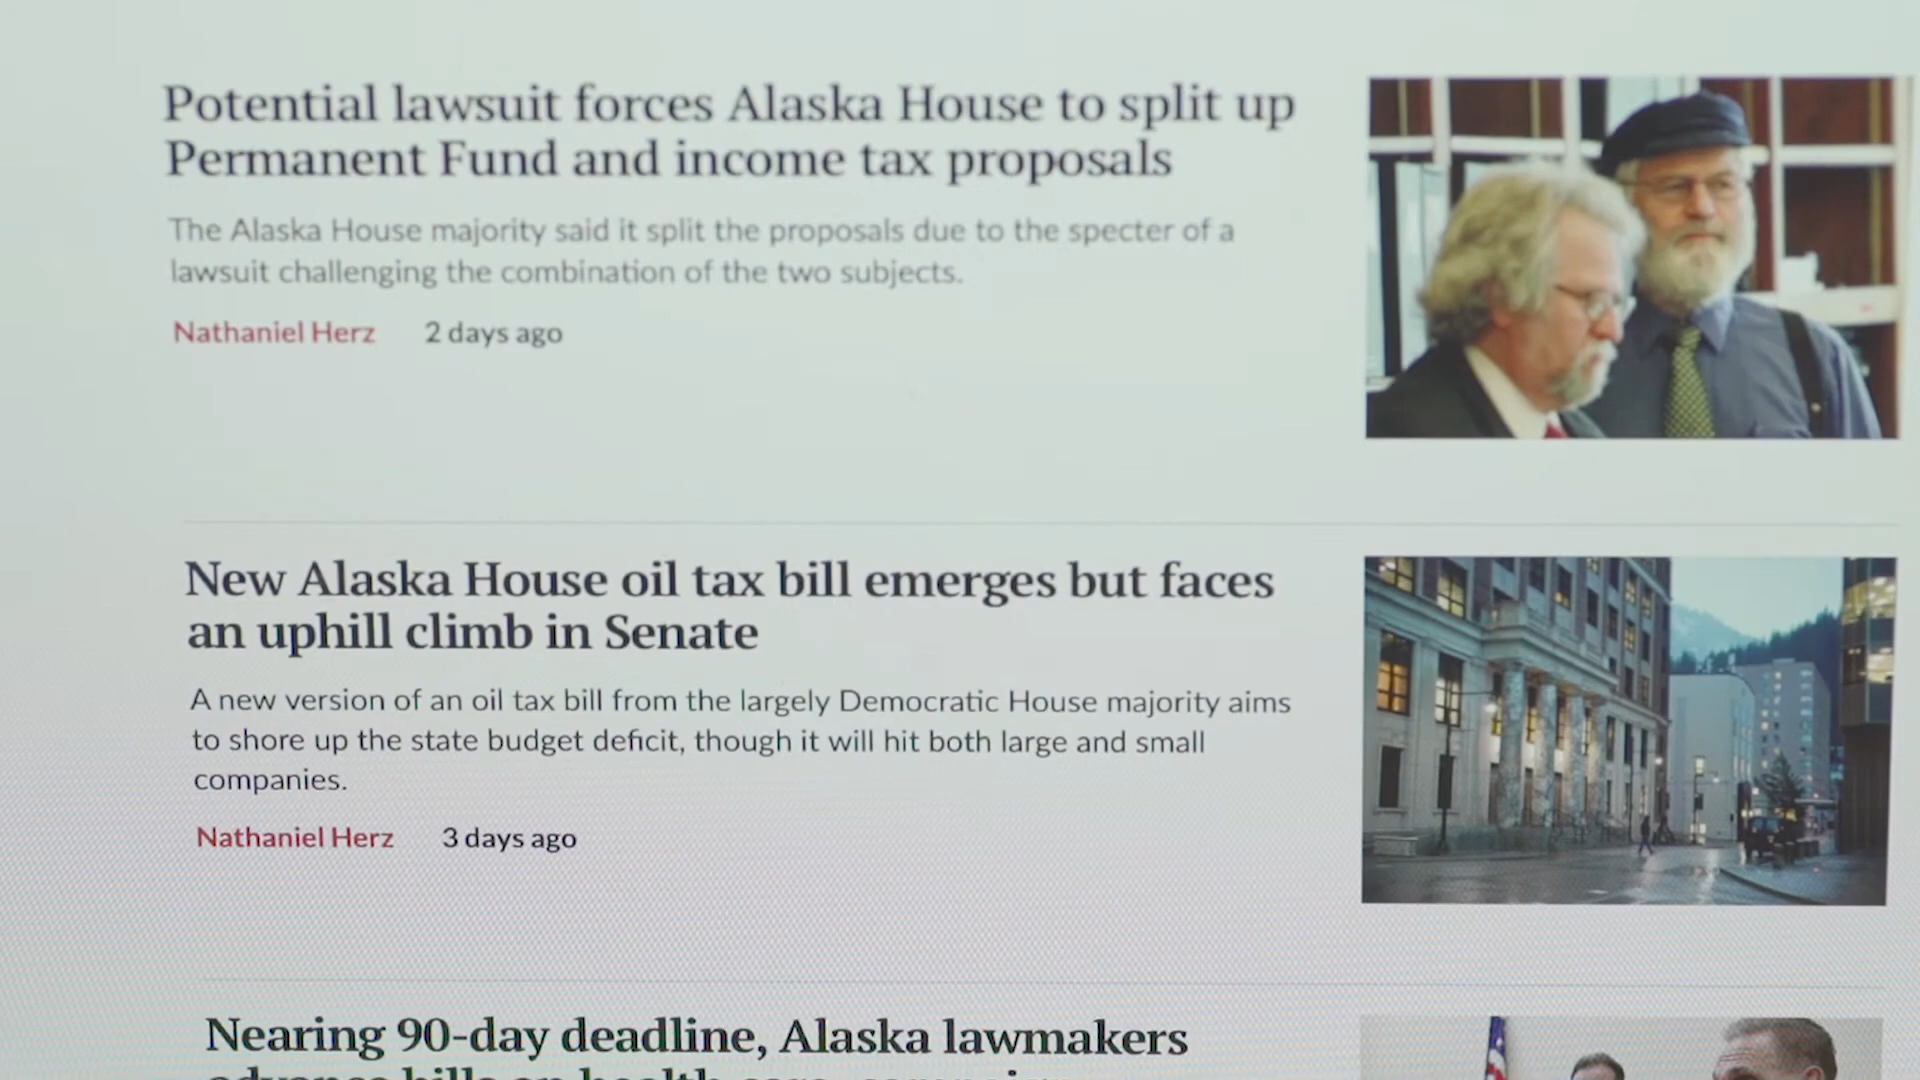 Potential lawsuit forces Alaska House to split up
Permanent Fund and income tax proposals
The Alaska House majority said it split the proposals due to the specter of a
lawsuit challenging the combination of the two subjects.
Nathaniel Herz 2 days ago
New Alaska House oil tax bill emerges but faces
an uphill climb in Senate
A new version of an oil tax bill from the largely Democratic House majority aims
to shore up the state budget deficit, though it will hit both large and small
companies.
Nathaniel Herz 3 days ago
Nearing 90-day deadline, Alaska lawmakers
advance bills on health care,